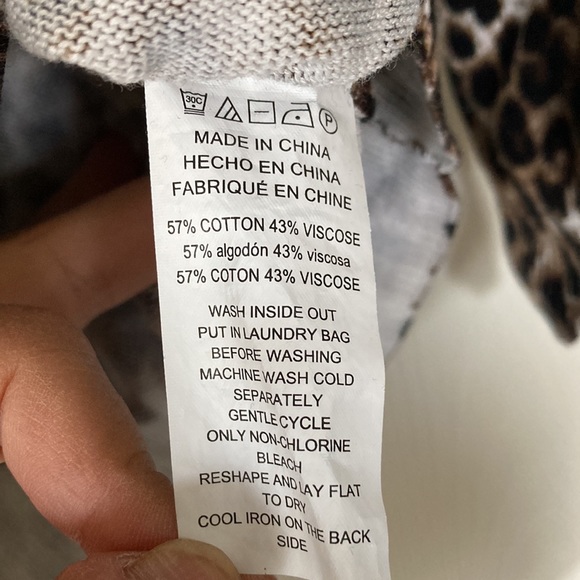 30C P
MADE IN CHINA
HECHO EN CHINA
FABRIQUÉ EN CHINE
57% COTTON 43% VISCOSE
57% algodón 43% viscosa
57% COTON 43% VISCOSE
WASH INSIDE OUT
PUT IN LAUNDRY BAG
BEFORE WASHING
MACHINE WASH COLD
SEPARATELY
GENTLE CYCLE
ONLY NON-CHLORINE
BLEACH
RESHAPE AND LAY FLAT
TO DRY
COOL IRON ON THE BACK
SIDE